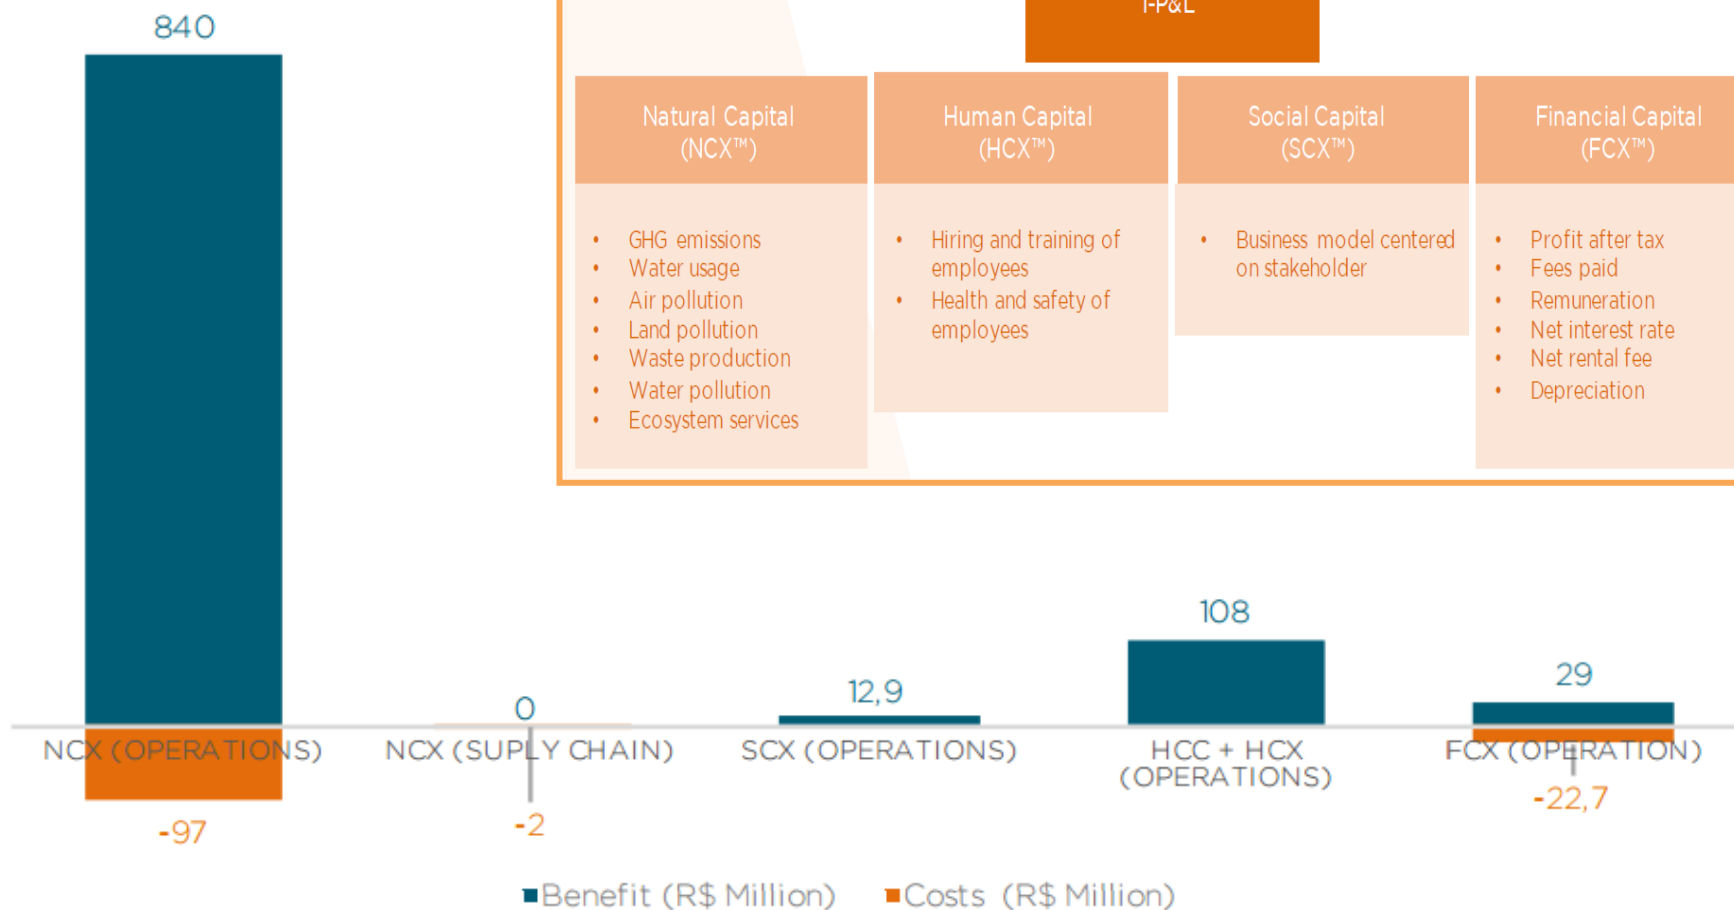 840
I-P&L
Natural Capital
(NCX™)
Human Capital
(HCX™)
Social Capital
(SCX™)
Financial Capital
(FCX™)
• GHG emissions
• Water usage
• Air pollution
• Land pollution
• Waste production
• Water pollution
• Ecosystem services
• Hiring and training of
employees
• Health and safety of
employees
• Business model centered
on stakeholder
• Profit after tax
• Fees paid
• Remuneration
• Net interest rate
• Net rental fee
• Depreciation
0
12,9
108
29
NCX (OPERATIONS)
NCX (SUPLY CHAIN)
SCX (OPERATIONS)
HCC + HCX
(OPERATIONS)
FCX (OPERATION)
-97
-2
-22,7
Benefit (R$ Million)
Costs (R$ Million)